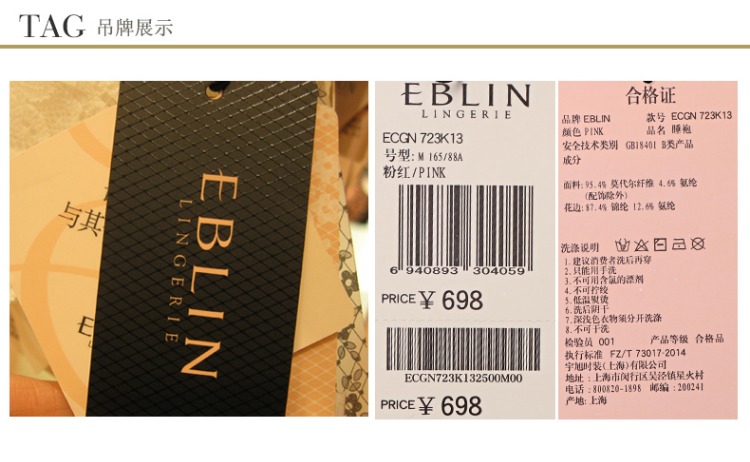 TAG 吊牌展示
与其
EBLIN
LINGERIE
EBLIN
LINGERIE
ECGN 723K13
号型: M 165/88A
粉红/PINK
6 940893 304059
PRICE ¥ 698
ECGN723K132500M00
PRICE ¥ 698
合格证
品牌 EBLIN 款号 ECGN 723K13
颜色 PINK 品名 睡袍
安全技术类别 GB18401 B类产品
成分
面料: 95.4% 莫代尔纤维 4.6% 氨纶
(配饰除外)
花边: 87.4% 锦纶 12.6% 氨纶
洗涤说明
1. 建议消费者洗后再穿
2. 只能用手洗
3. 不可用含氯的漂剂
4. 不可拧绞
5. 低温熨烫
6. 洗后阴干
7. 深浅色衣物须分开洗涤
8. 不可干洗
检验员 001 产品等级 合格品
执行标准 FZ/T 73017-2014
宇旭时装(上海)有限公司
地址: 上海市闵行区吴泾镇星火村
电话: 800820-1898 邮编: 200241
产地: 上海